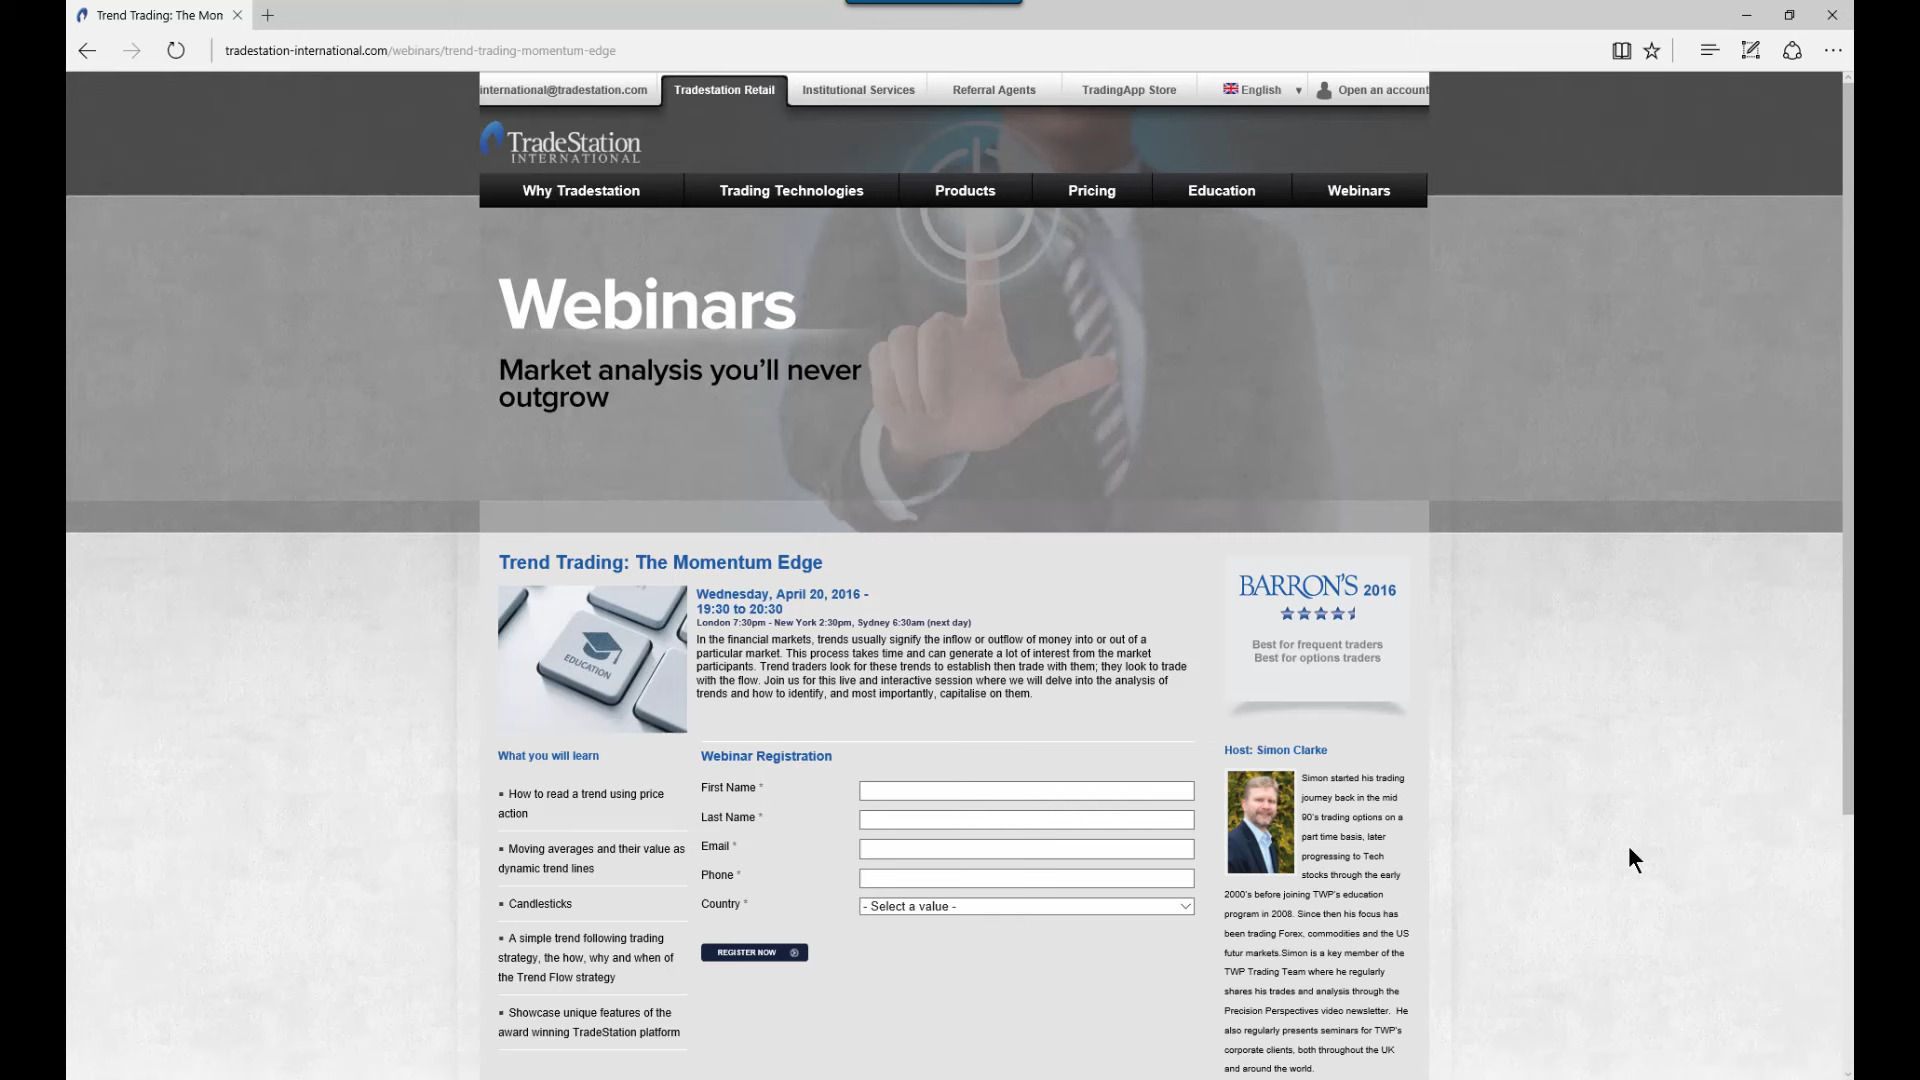 Trend Trading: The Mom
tradestation-international.com/webinars/trend-trading-momentum-edge
international@tradestation.com
Tradestation Retail
Institutional Services
Referral Agents
TradingApp Store
English
Open an account
TradeStation
INTERNATIONAL
Why Tradestation
Trading Technologies
Products
Pricing
Education
Webinars
Webinars
Market analysis you'll never
outgrow
Trend Trading: The Momentum Edge
EDUCATION
Wednesday, April 20, 2016 -
19:30 to 20:30
London 7:30pm - New York 2:30pm, Sydney 6:30am (next day)
In the financial markets, trends usually signify the inflow or outflow of money into or out of a
particular market. This process takes time and can generate a lot of interest from the market
participants. Trend traders look for these trends to establish then trade with them; they look to trade
with the flow. Join us for this live and interactive session where we will delve into the analysis of
trends and how to identify, and most importantly, capitalise on them.
What you will learn
▪ How to read a trend using price
action
▪ Moving averages and their value as
dynamic trend lines
▪ Candlesticks
▪ A simple trend following trading
strategy, the how, why and when of
the Trend Flow strategy
▪ Showcase unique features of the
award winning TradeStation platform
Webinar Registration
First Name *
Last Name *
Email *
Phone *
Country *
- Select a value -
REGISTER NOW
BARRON'S 2016
Best for frequent traders
Best for options traders
Host: Simon Clarke
Simon started his trading
journey back in the mid
90's trading options on a
part time basis, later
progressing to Tech
stocks through the early
2000's before joining TWP's education
program in 2008. Since then his focus has
been trading Forex, commodities and the US
futur markets.Simon is a key member of the
TWP Trading Team where he regularly
shares his trades and analysis through the
Precision Perspectives video newsletter. He
also regularly presents seminars for TWP's
corporate clients, both throughout the UK
and around the world.